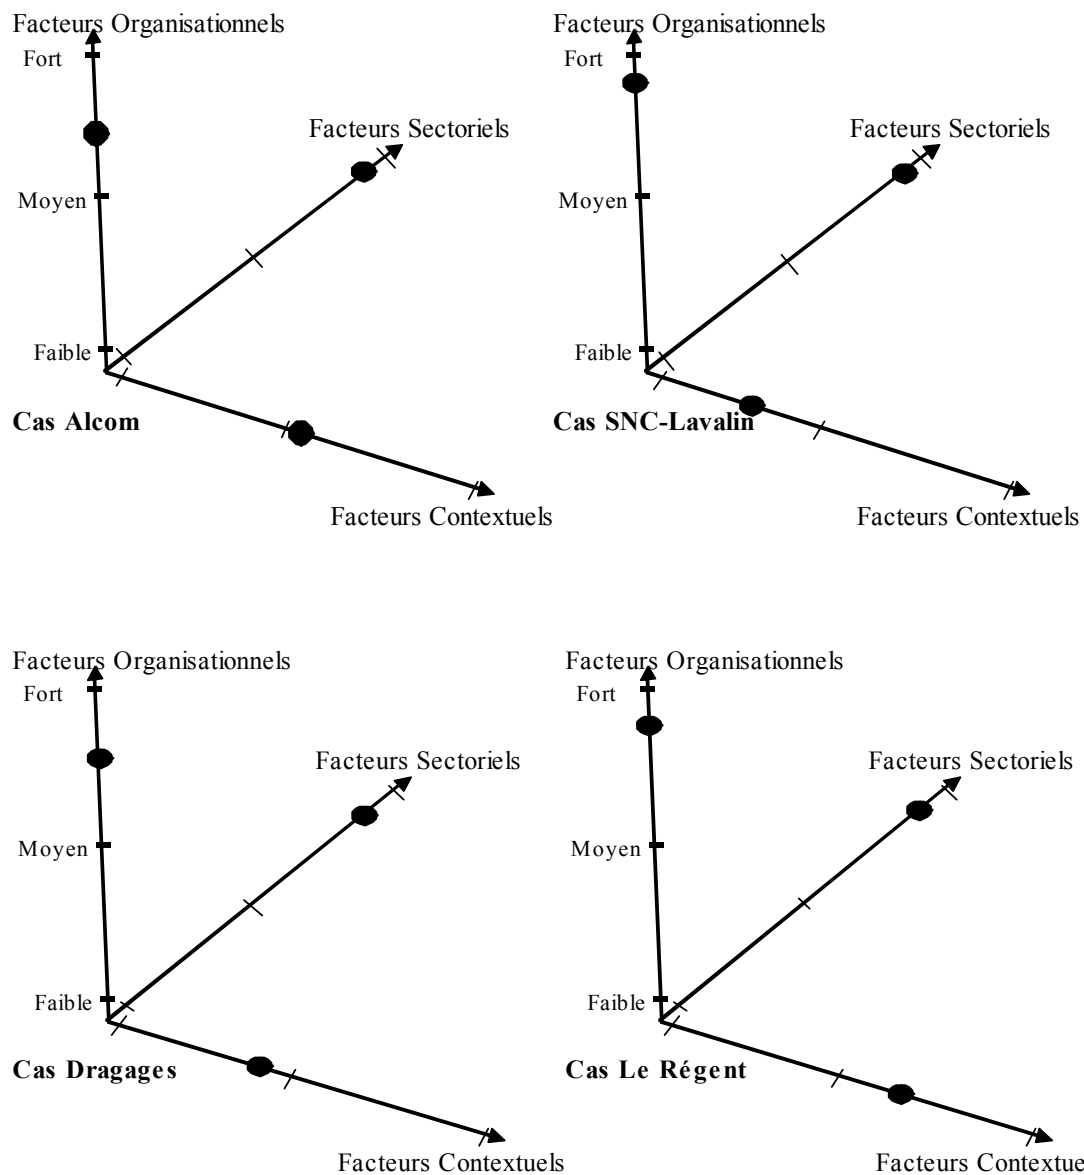 Facteurs Organisationnels
Fort
Facteurs Sectoriels
Moyen
Faible
Cas Alcom
Facteurs Contextuels
Facteurs Organisationnels
Fort
Facteurs Sectoriels
Moyen
Faible
Cas SNC-Lavalin
Facteurs Contextuels
Facteurs Organisationnels
Fort
Facteurs Sectoriels
Moyen
Faible
Cas Dragages
Facteurs Contextuels
Facteurs Organisationnels
Fort
Facteurs Sectoriels
Moyen
Faible
Cas Le Régent
Facteurs Contextue